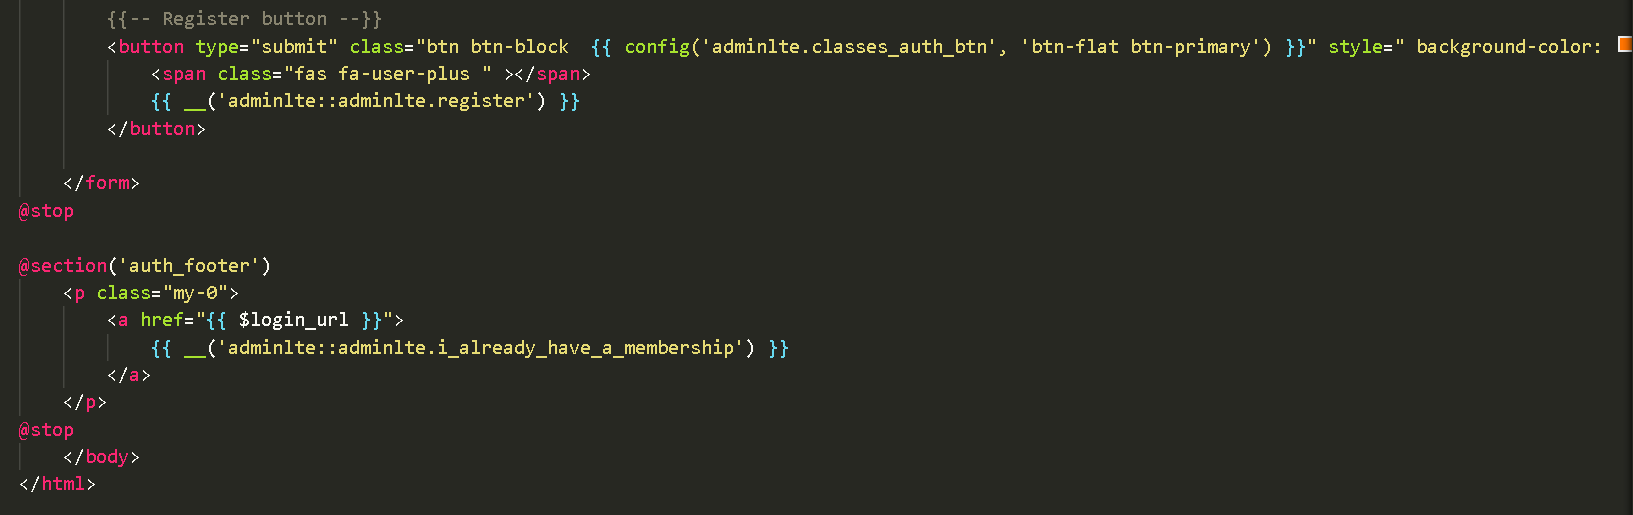 {{-- Register button --}}
<button type="submit" class="btn btn-block  {{ config('adminlte.classes_auth_btn', 'btn-flat btn-primary') }}" style=" background-color:
<span class="fas fa-user-plus " ></span>
{{ __('adminlte::adminlte.register') }}
</button>
</form>
@stop
@section('auth_footer')
<p class="my-0">
<a href="{{ $login_url }}">
{{ __('adminlte::adminlte.i_already_have_a_membership') }}
</a>
</p>
@stop
</body>
</html>